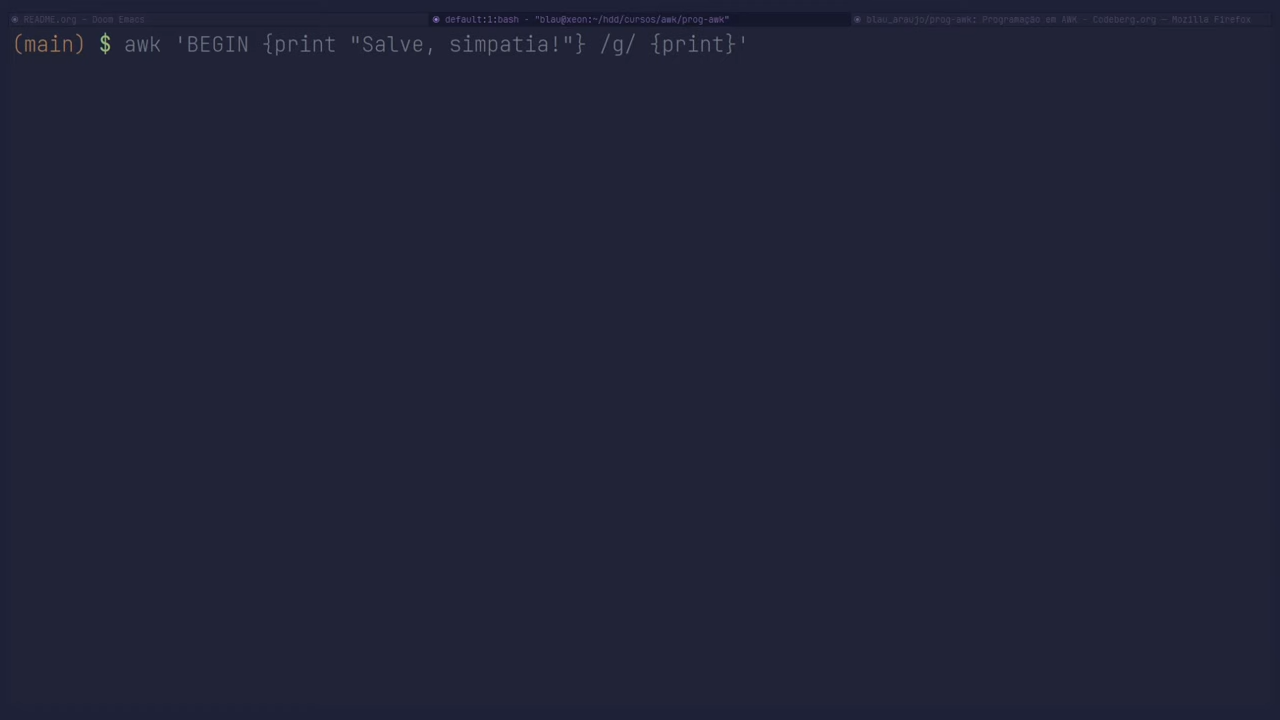 README.org - Doom Emacs
default:1:bash - "blau@xeon:~/hdd/cursos/awk/prog-awk"
blau_araujo/prog-awk: Programação em AWK - Codeberg.org — Mozilla Firefox
(main) $ awk 'BEGIN {print "Salve, simpatia!"} /g/ {print}'